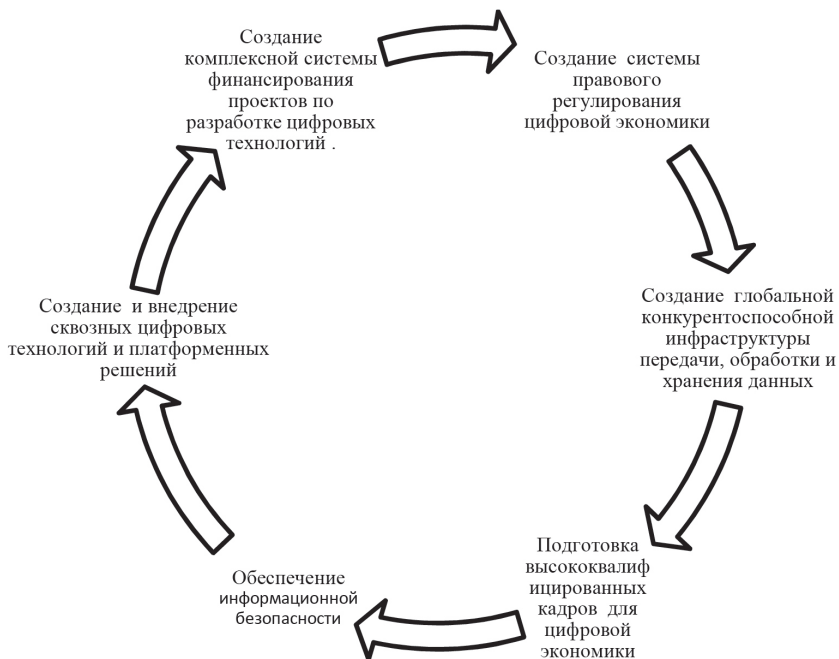 Создание
комплексной системы
финансирования
проектов по
разработке цифровых
технологий .
Создание системы
правового
регулирования
цифровой экономики
Создание глобальной
конкурентоспособной
инфраструктуры
передачи, обработки и
хранения данных
Подготовка
высококвалиф
ицированных
кадров для
цифровой
экономики
Обеспечение
информационной
безопасности
Создание и внедрение
сквозных цифровых
технологий и платформенных
решений